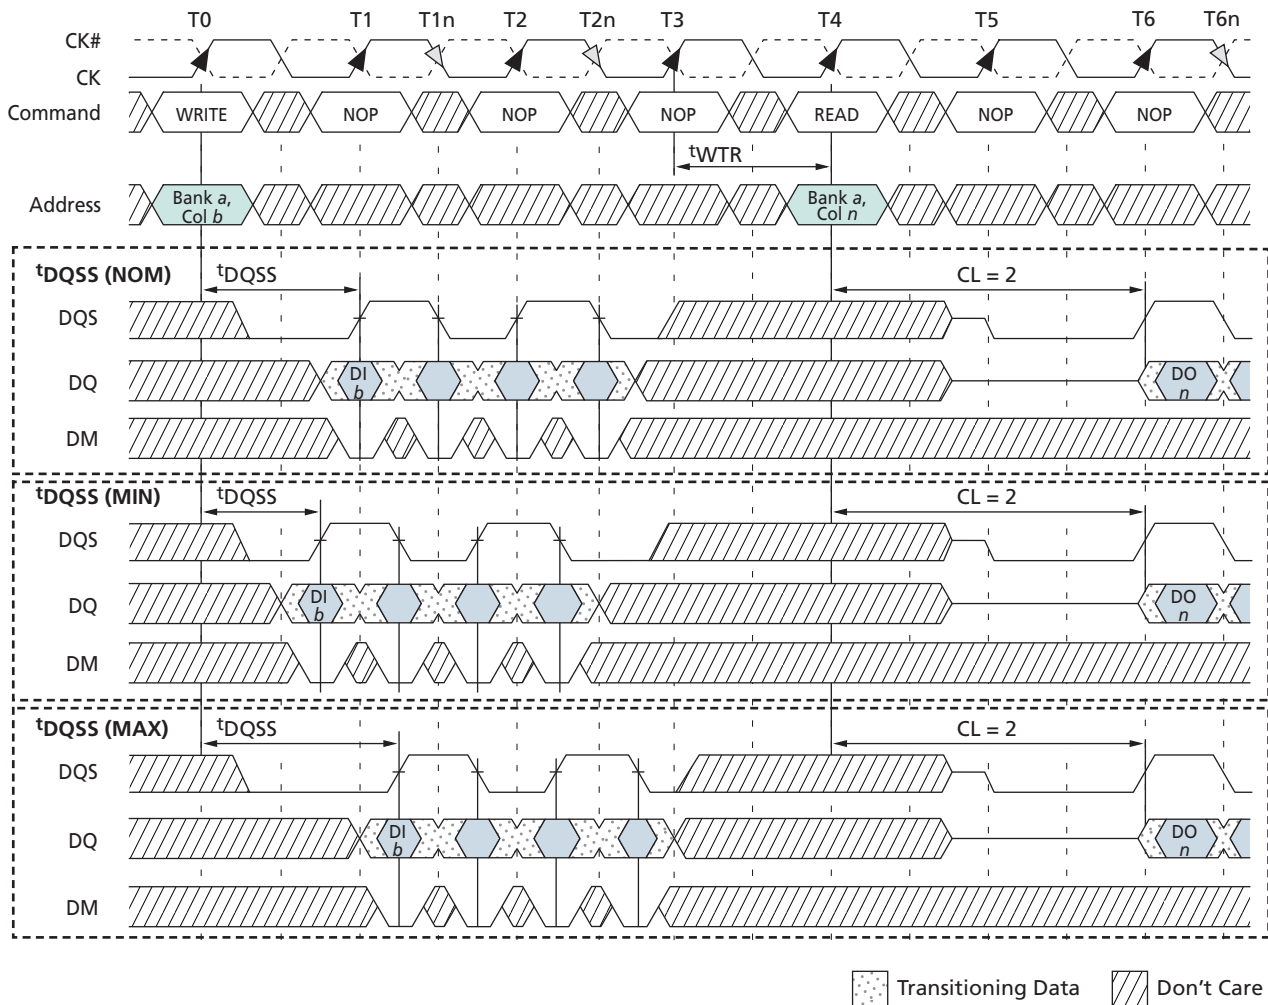 T0 T1 T1n T2 T2n T3 T4 T5 T6 T6n
CK#
CK
Command WRITE NOP NOP NOP READ NOP NOP
tWTR
Address Bank a, Col b Bank a, Col n
tDQSS (NOM) tDQSS CL = 2
DQS
DQ DI b DO n
DM
tDQSS (MIN) tDQSS CL = 2
DQS
DQ DI b DO n
DM
tDQSS (MAX) tDQSS CL = 2
DQS
DQ DI b DO n
DM
Transitioning Data Don't Care